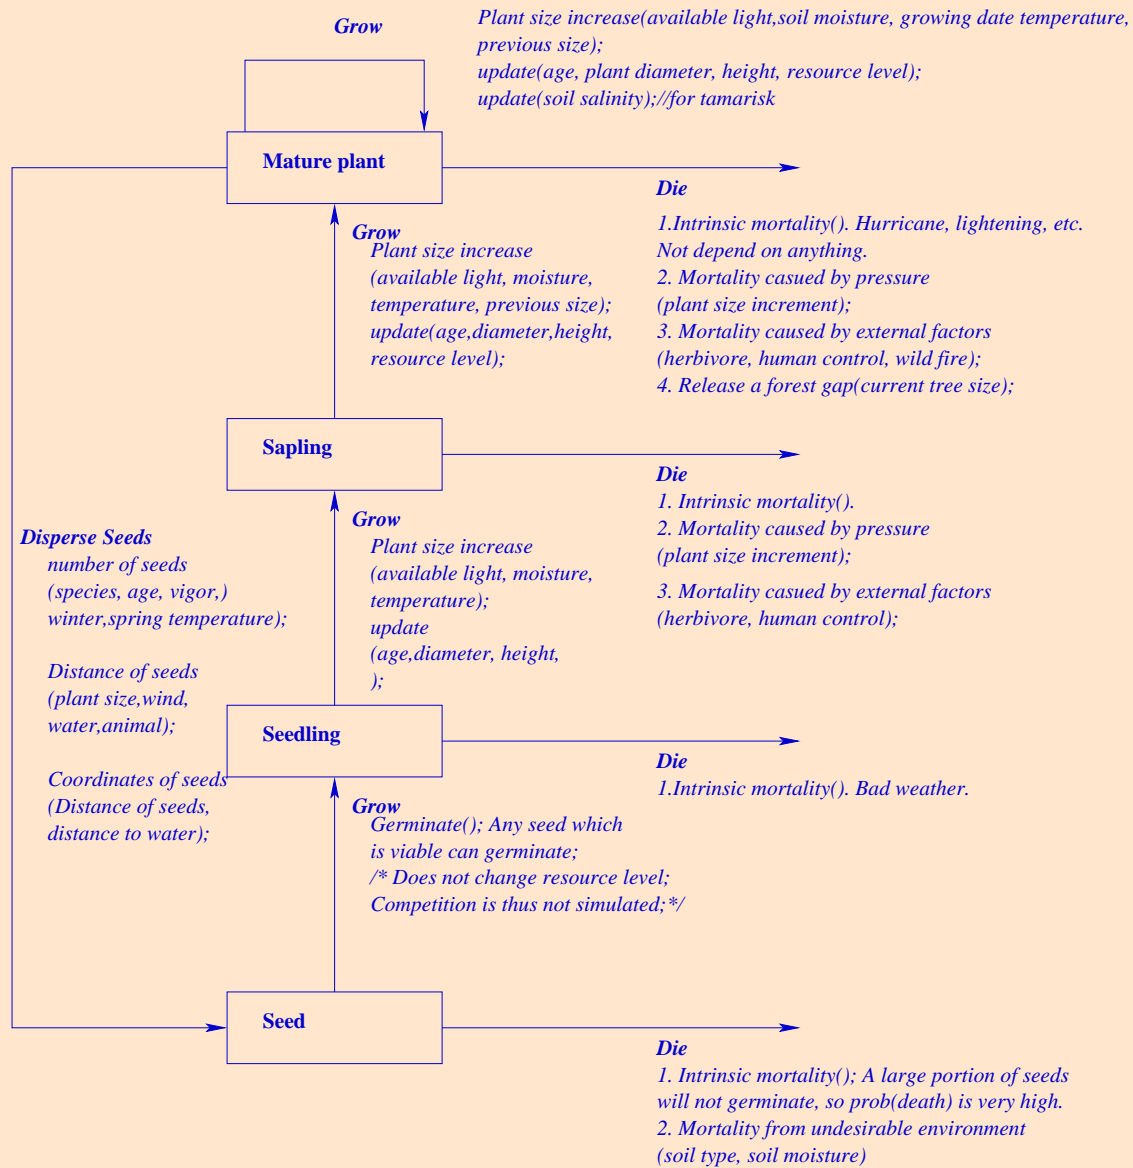 Grow
Plant size increase(available light,soil moisture, growing date temperature,
previous size);
update(age, plant diameter, height, resource level);
update(soil salinity);//for tamarisk
Mature plant
Die
1.Intrinsic mortality(). Hurricane, lightening, etc.
Not depend on anything.
2. Mortality casued by pressure
(plant size increment);
3. Mortality caused by external factors
(herbivore, human control, wild fire);
4. Release a forest gap(current tree size);
Grow
Plant size increase
(available light, moisture,
temperature, previous size);
update(age,diameter,height,
resource level);
Sapling
Die
1. Intrinsic mortality().
2. Mortality caused by pressure
(plant size increment);
3. Mortality casued by external factors
(herbivore, human control);
Grow
Plant size increase
(available light, moisture,
temperature);
update
(age,diameter, height,
);
Disperse Seeds
number of seeds
(species, age, vigor,)
winter,spring temperature);
Distance of seeds
(plant size,wind,
water,animal);
Coordinates of seeds
(Distance of seeds,
distance to water);
Seedling
Die
1.Intrinsic mortality(). Bad weather.
Grow
Germinate(); Any seed which
is viable can germinate;
/* Does not change resource level;
Competition is thus not simulated;*/
Seed
Die
1. Intrinsic mortality(); A large portion of seeds
will not germinate, so prob(death) is very high.
2. Mortality from undesirable environment
(soil type, soil moisture)